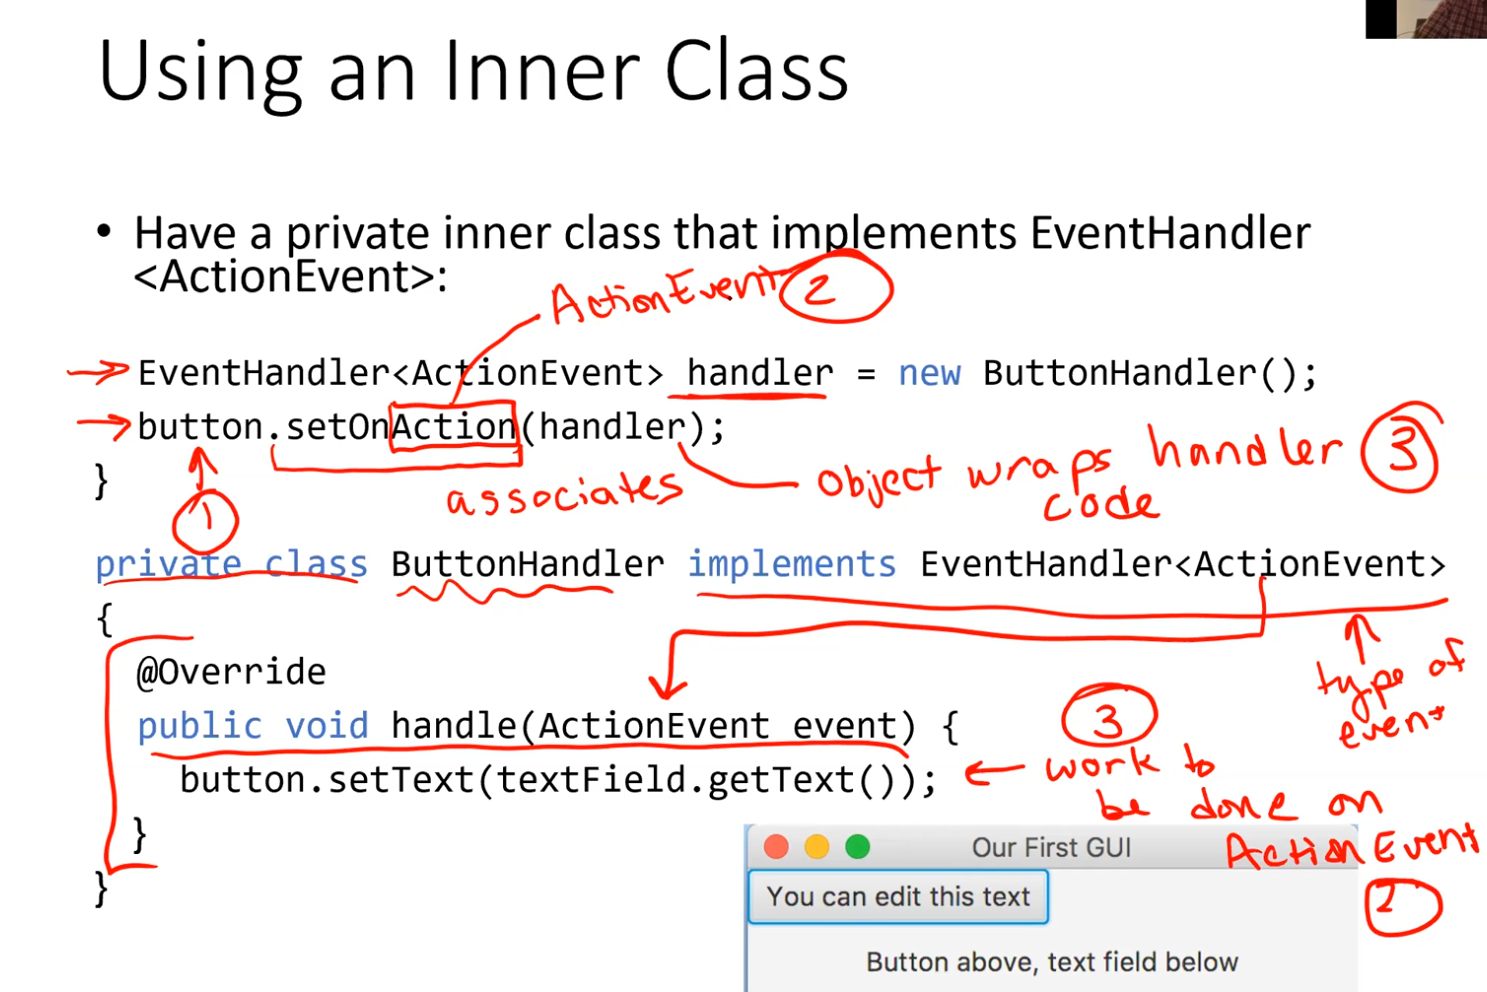 Using an Inner Class
• Have a private inner class that implements EventHandler
<ActionEvent>:
ActionEvent 2
EventHandler<ActionEvent> handler = new ButtonHandler();
button.setOnAction(handler);
associates
object wraps handler
code
3
}
1
private class ButtonHandler implements EventHandler<ActionEvent>
{
type of
event
@Override
public void handle(ActionEvent event) {
button.setText(textField.getText());
3
work to
be done on
ActionEvent
2
}
}
Our First GUI
You can edit this text
Button above, text field below